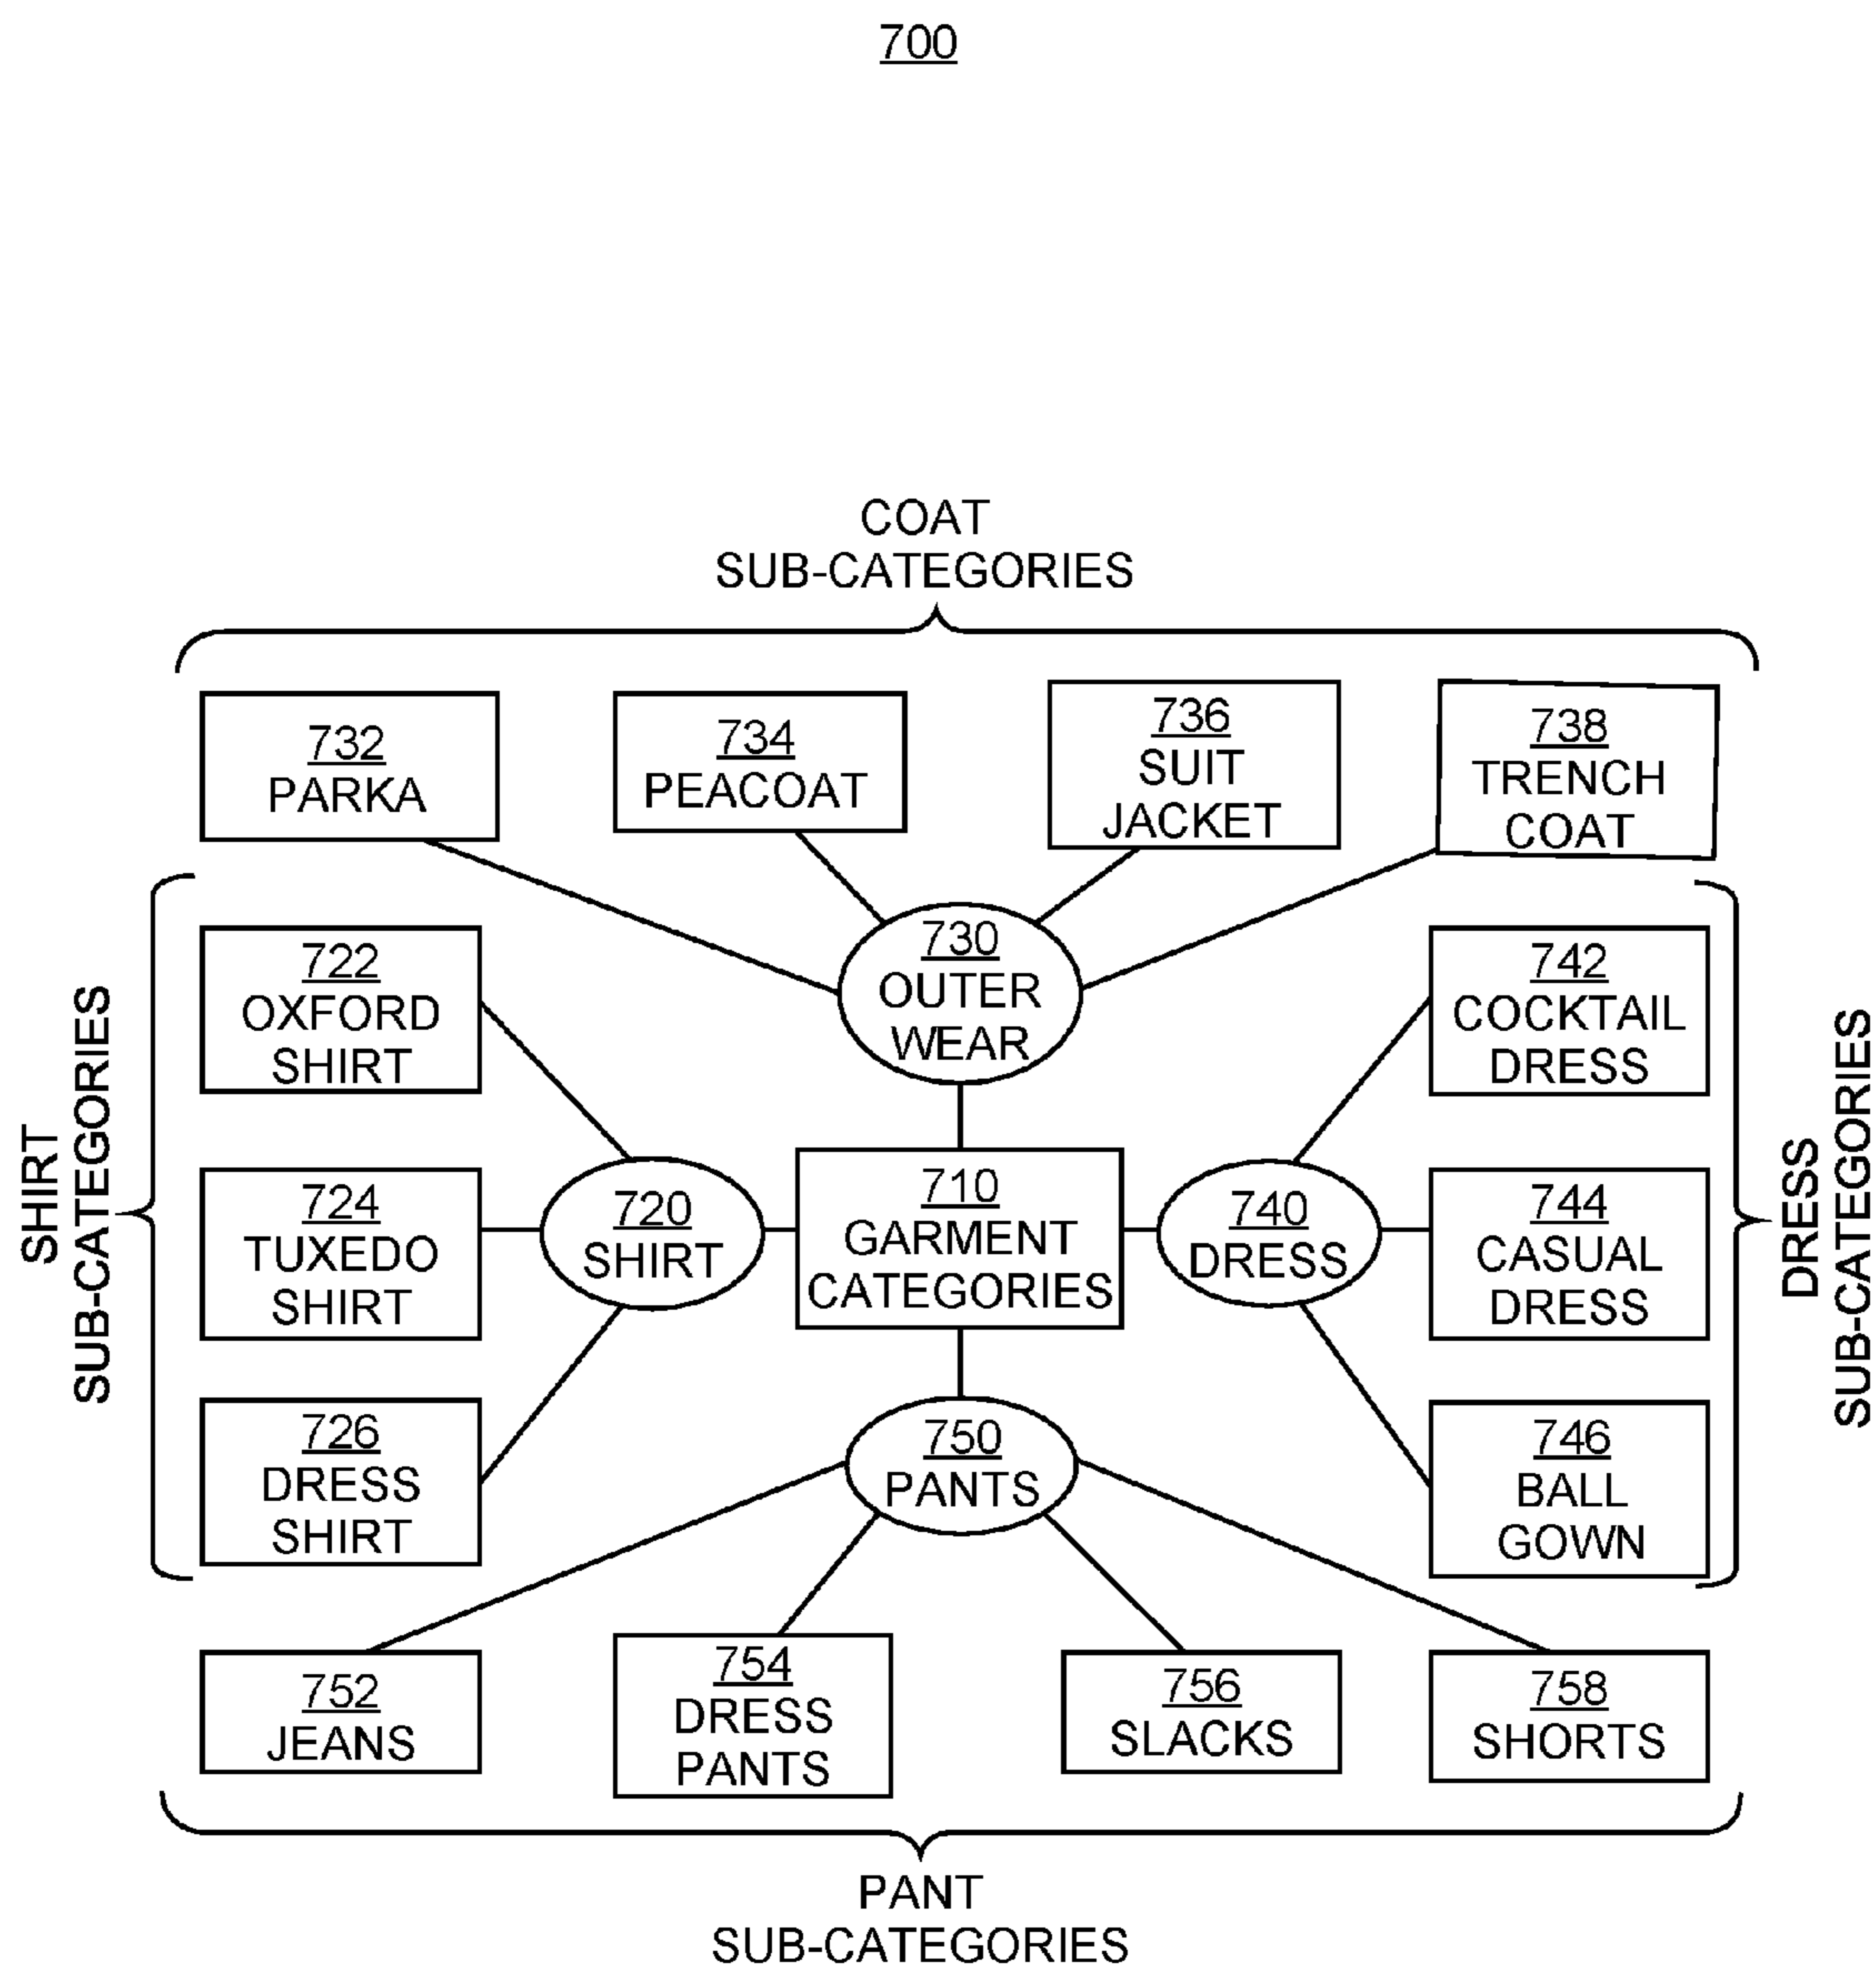 700
COAT
SUB-CATEGORIES
732
PARKA
734
PEACOAT
736
SUIT
JACKET
738
TRENCH
COAT
730
OUTER
WEAR
SHIRT
SUB-CATEGORIES
722
OXFORD
SHIRT
724
TUXEDO
SHIRT
726
DRESS
SHIRT
720
SHIRT
710
GARMENT
CATEGORIES
740
DRESS
742
COCKTAIL
DRESS
744
CASUAL
DRESS
746
BALL
GOWN
DRESS
SUB-CATEGORIES
750
PANTS
752
JEANS
754
DRESS
PANTS
756
SLACKS
758
SHORTS
PANT
SUB-CATEGORIES